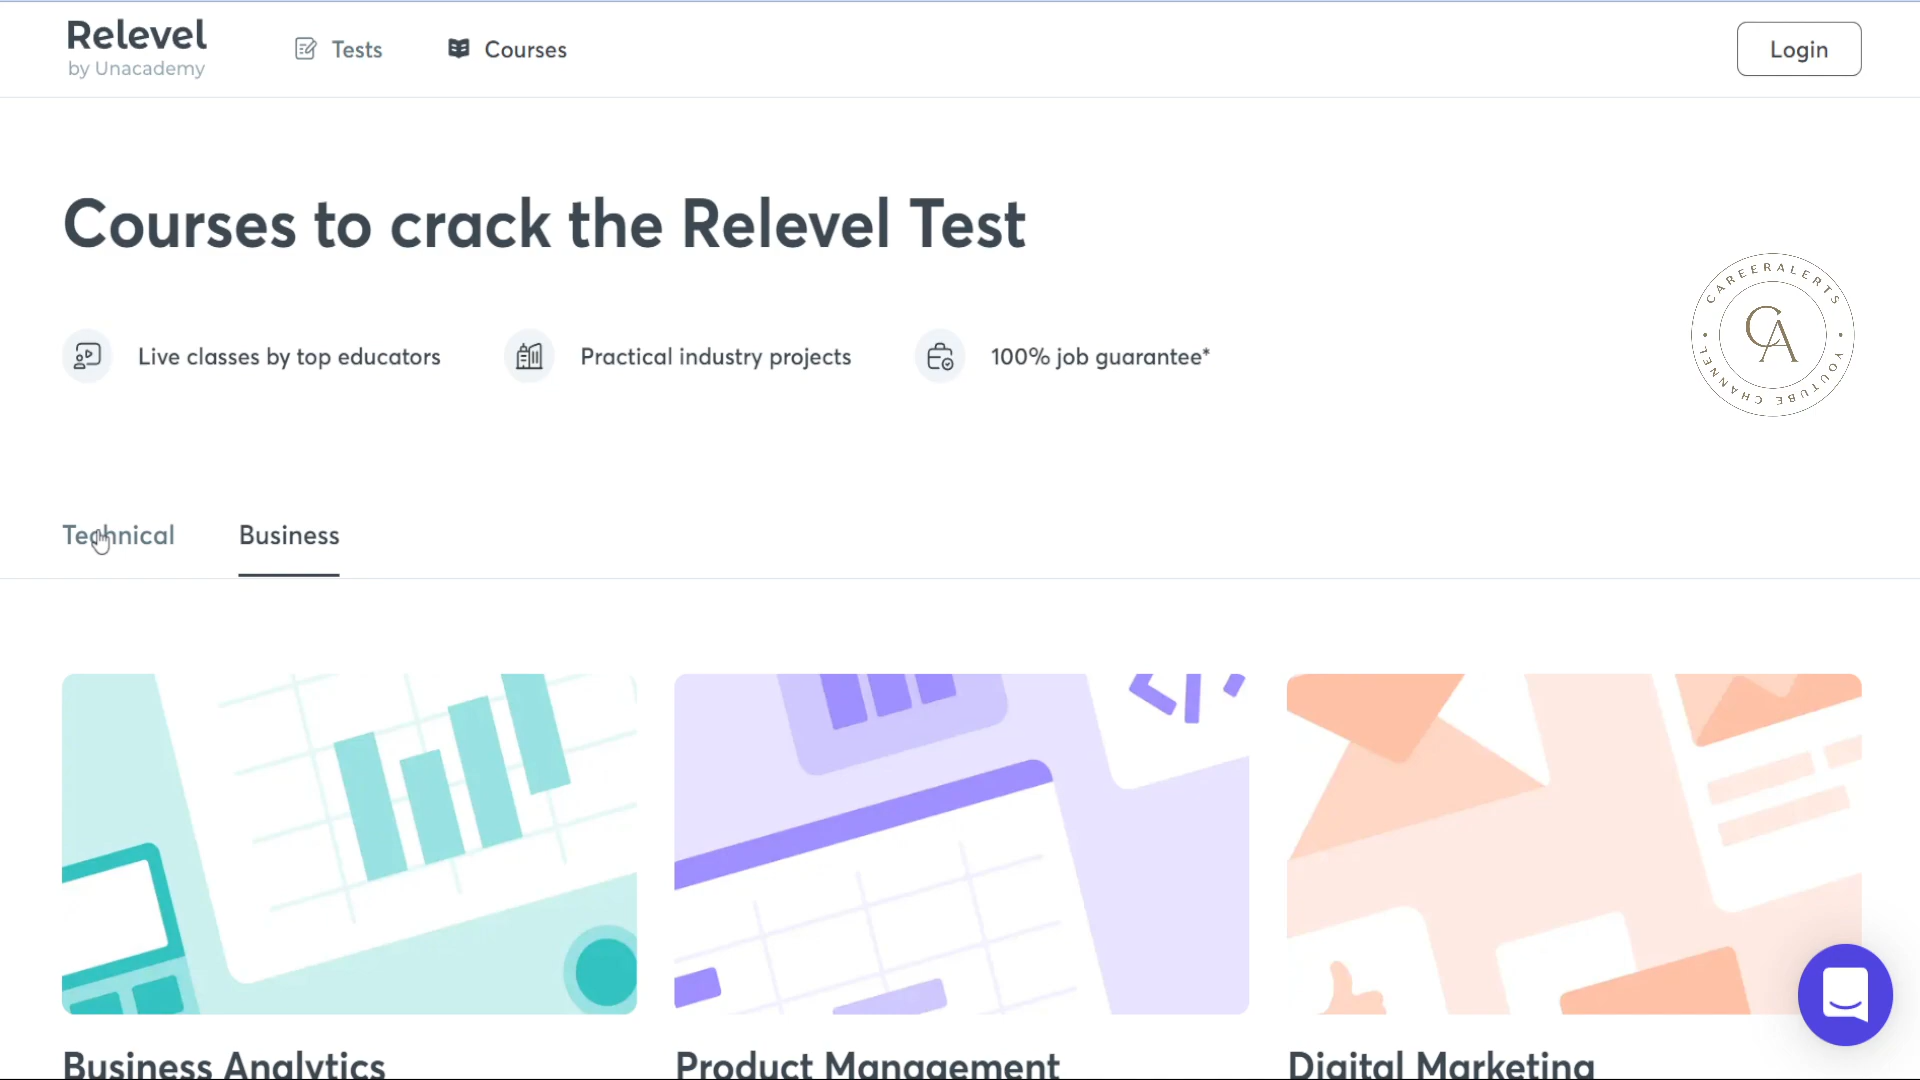 Relevel
by Unacademy
Tests
Courses
Login
Courses to crack the Relevel Test
Live classes by top educators
Practical industry projects
100% job guarantee*
CAREERALERTS
CA
YOUTUBE CHANNEL
Technical
Business
Business Analytics
Product Management
Digital Marketing